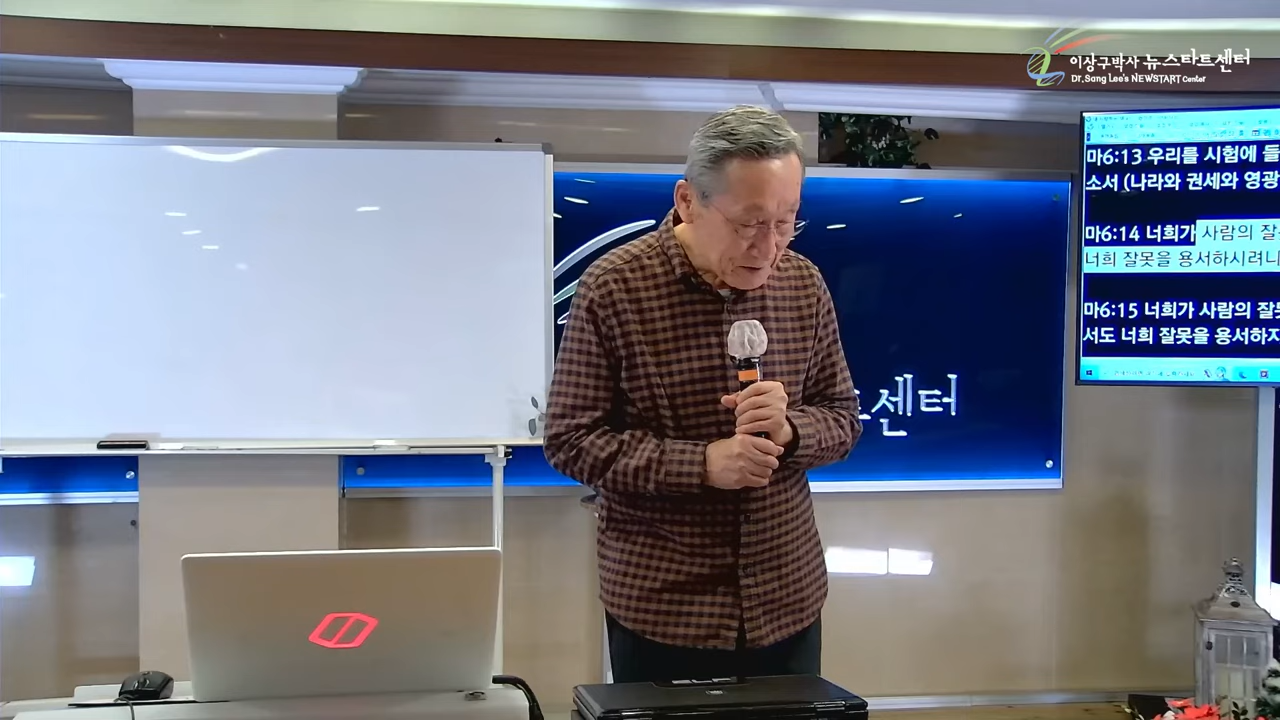 이상구박사 뉴스타트센터
Dr. Sang Lee's NEWSTART Center
마6:13 우리를 시험에 들
소서 (나라와 권세와 영광
마6:14 너희가 사람의 잘
너희 잘못을 용서하시려니
마6:15 너희가 사람의 잘못
서도 너희 잘못을 용서하지
센터